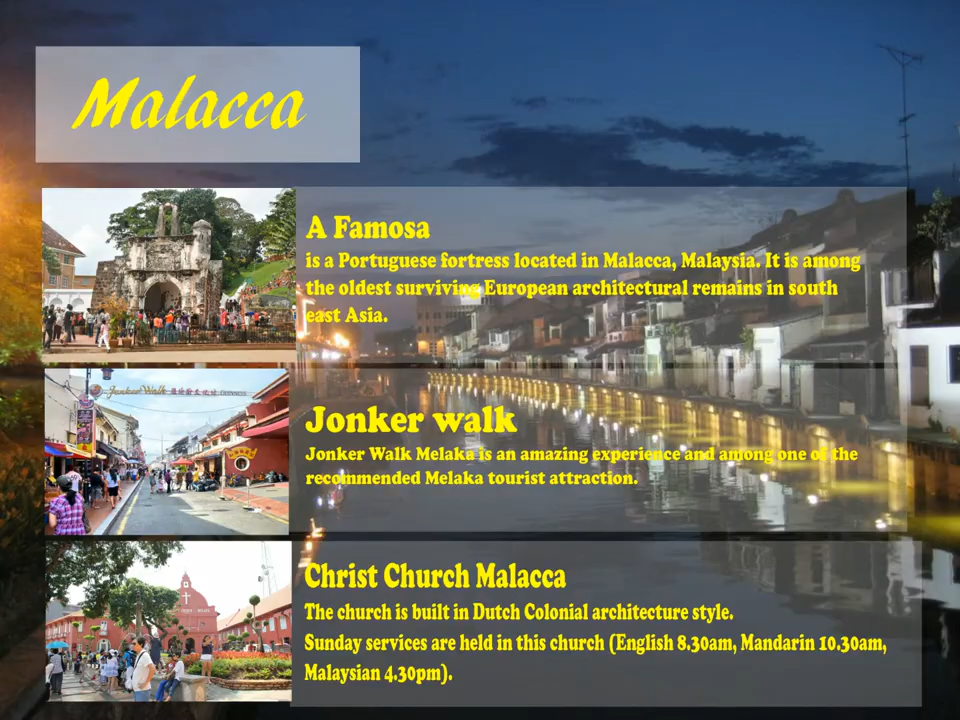 Malacca
A Famosa
is a Portuguese fortress located in Malacca, Malaysia. It is among
the oldest surviving European architectural remains in south
east Asia.
Jonker Walk
Jonker walk
Jonker Walk Melaka is an amazing experience and among one of the
recommended Melaka tourist attraction.
Christ Church Malacca
The church is built in Dutch Colonial architecture style.
Sunday services are held in this church (English 8.30am, Mandarin 10.30am,
Malaysian 4.30pm).